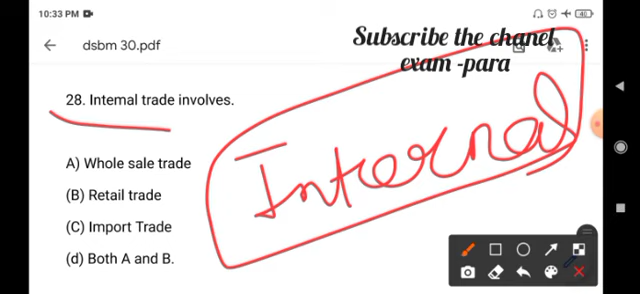 10:33 PM
40
dsbm 30.pdf
Subscribe the chanel
exam -para
28. Intemal trade involves.
Internal
A) Whole sale trade
(B) Retail trade
(C) Import Trade
(d) Both A and B.